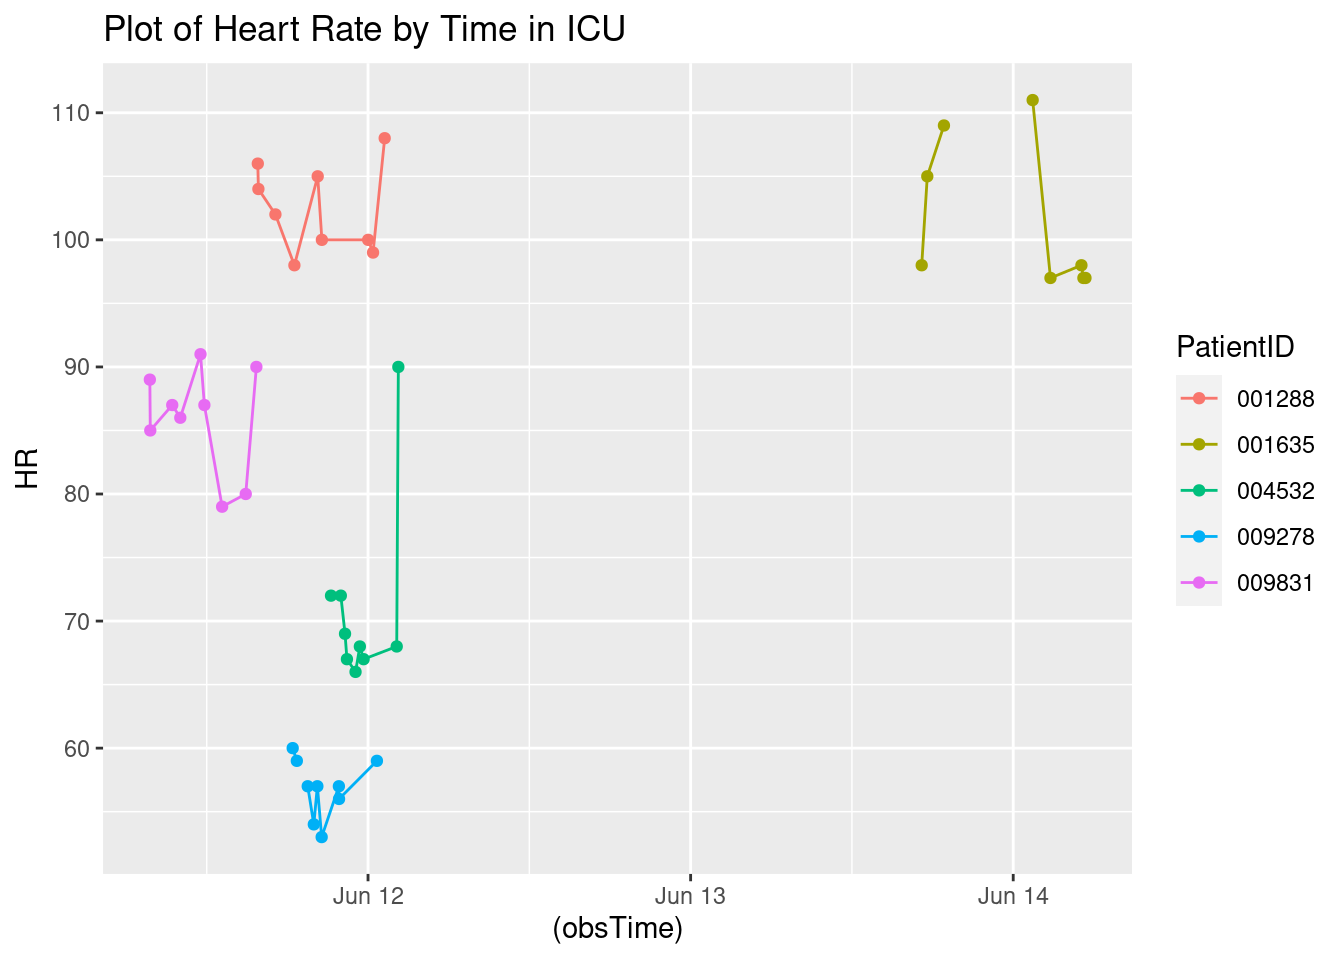 Plot of Heart Rate by Time in ICU
110
100
90
80
70
60
HR
Jun 12
Jun 13
Jun 14
(obsTime)
PatientID
001288
001635
004532
009278
009831